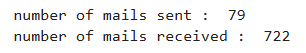 number of mails sent :  79
number of mails received :  722